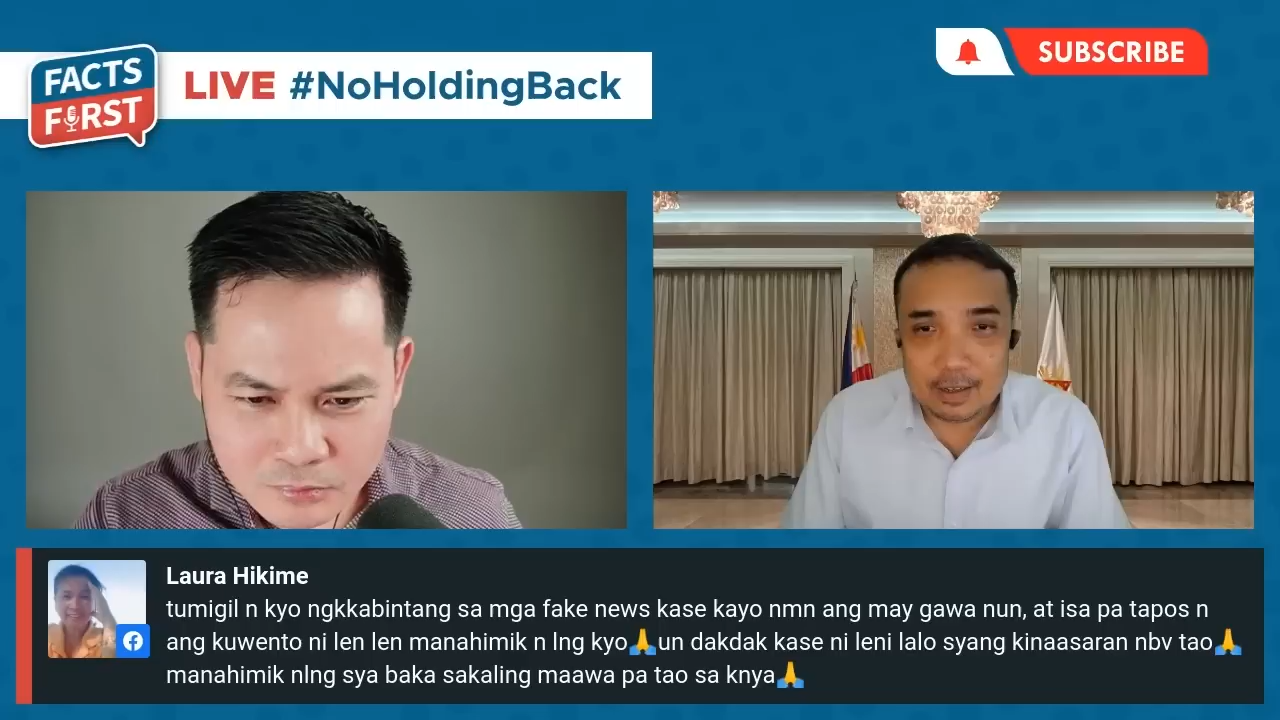 FACTS
FIRST
LIVE #NoHoldingBack
SUBSCRIBE
Laura Hikime
tumigil n kyo ngkkabintang sa mga fake news kase kayo nmn ang may gawa nun, at isa pa tapos n
ang kuwento ni len len manahimik n lng kyo🙏un dakdak kase ni leni lalo syang kinaasaran nbv tao🙏
manahimik nlng sya baka sakaling maawa pa tao sa knya🙏